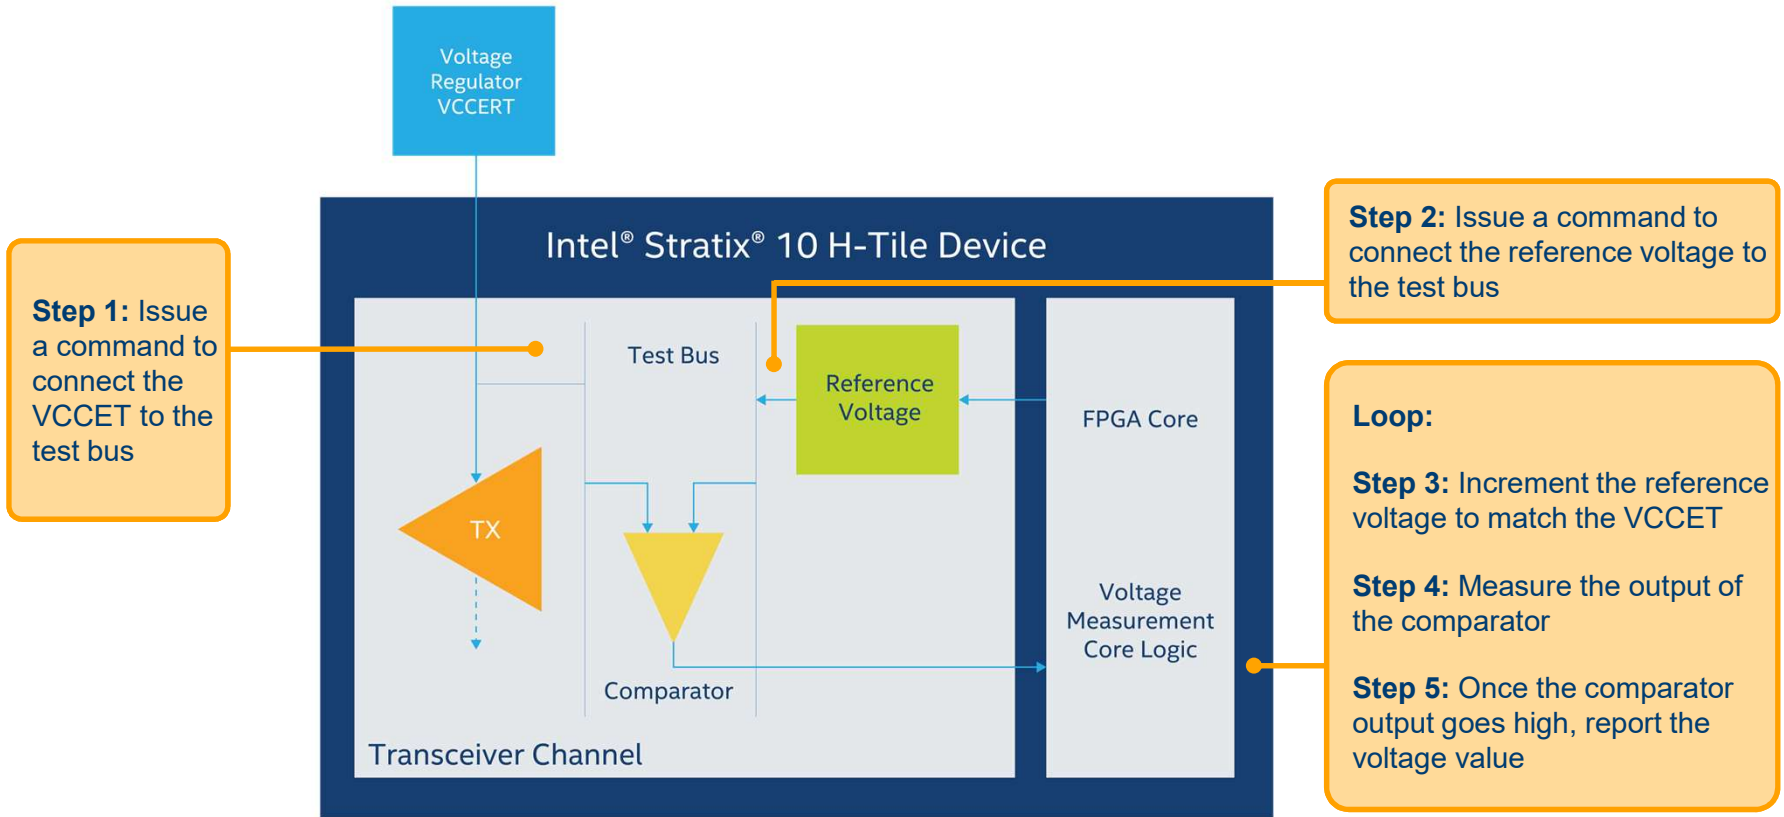 Voltage
Regulator
VCCERT
Intel® Stratix® 10 H-Tile Device
Step 1: Issue
a command to
connect the
VCCET to the
test bus
Step 2: Issue a command to
connect the reference voltage to
the test bus
Test Bus
Reference
Voltage
FPGA Core
TX
Comparator
Voltage
Measurement
Core Logic
Transceiver Channel
Loop:
Step 3: Increment the reference
voltage to match the VCCET
Step 4: Measure the output of
the comparator
Step 5: Once the comparator
output goes high, report the
voltage value